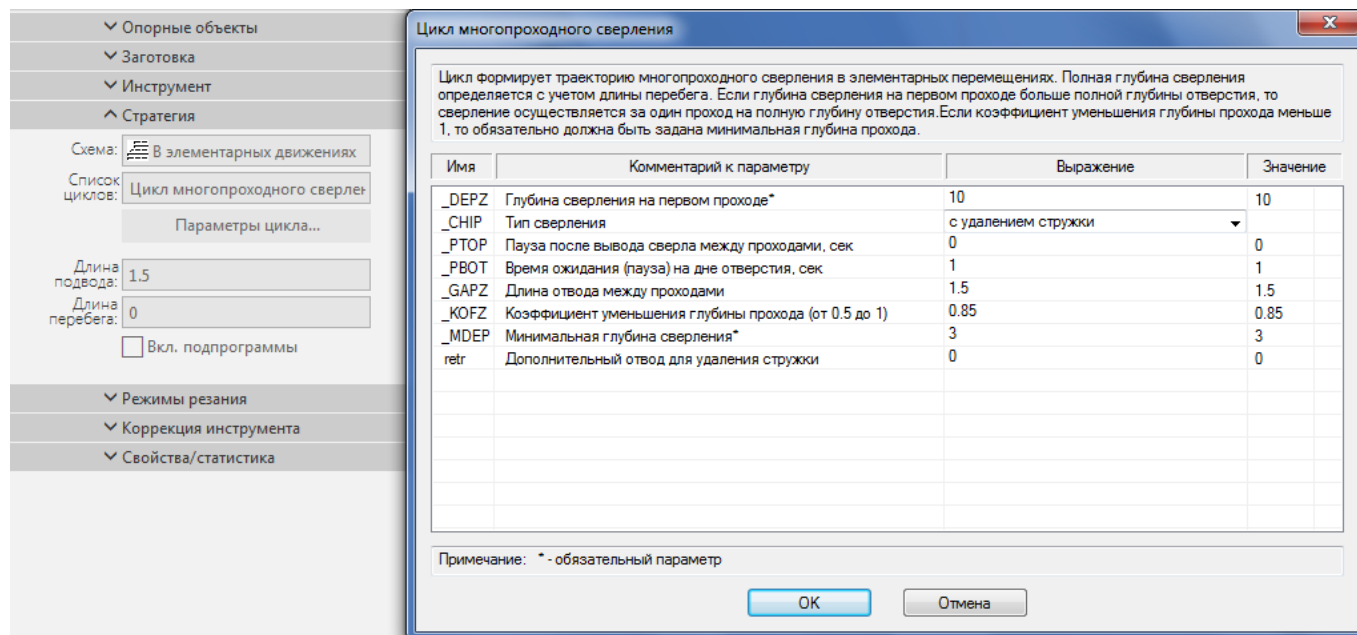 Опорные объекты
Заготовка
Инструмент
Стратегия
Схема: В элементарных движениях
Список циклов: Цикл многопроходного сверлен
Параметры цикла...
Длина подвода: 1.5
Длина перебега: 0
Вкл. подпрограммы
Режимы резания
Коррекция инструмента
Свойства/статистика
Цикл многопроходного сверления
Цикл формирует траекторию многопроходного сверления в элементарных перемещениях. Полная глубина сверления
определяется с учетом длины перебега. Если глубина сверления на первом проходе больше полной глубины отверстия, то
сверление осуществляется за один проход на полную глубину отверстия.Если коэффициент уменьшения глубины прохода меньше
1, то обязательно должна быть задана минимальная глубина прохода.
Имя Комментарий к параметру Выражение Значение
_DEPZ Глубина сверления на первом проходе* 10 10
_CHIP Тип сверления с удалением стружки
_PTOP Пауза после вывода сверла между проходами, сек 0 0
_PBOT Время ожидания (пауза) на дне отверстия, сек 1 1
_GAPZ Длина отвода между проходами 1.5 1.5
_KOFZ Коэффициент уменьшения глубины прохода (от 0.5 до 1) 0.85 0.85
_MDEP Минимальная глубина сверления* 3 3
retr Дополнительный отвод для удаления стружки 0 0
Примечание: * - обязательный параметр
OK Отмена